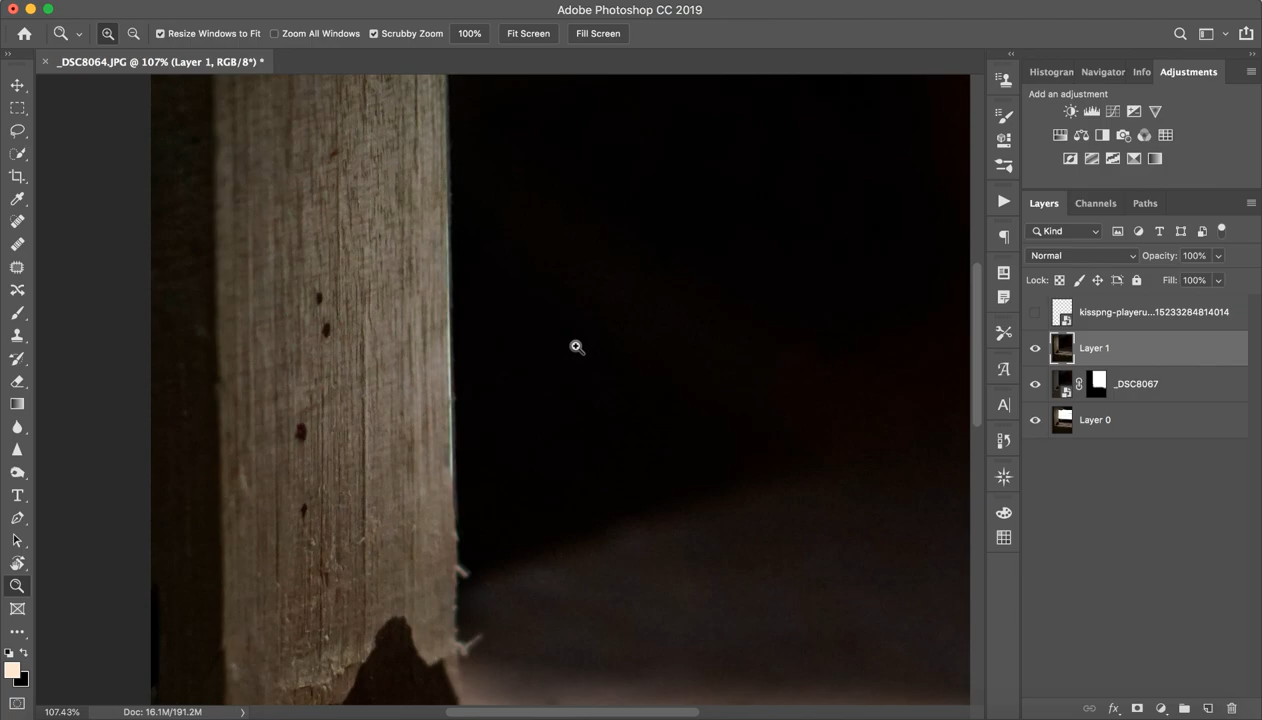 Adobe Photoshop CC 2019
Resize Windows to Fit Zoom All Windows Scrubby Zoom 100% Fit Screen Fill Screen
_DSC8064.JPG @ 107% (Layer 1, RGB/8*) *
Histogran Navigator Info Adjustments
Add an adjustment
Layers Channels Paths
Kind
Normal Opacity: 100%
Lock: Fill: 100%
kisspng-playeru...15233284814014
Layer 1
_DSC8067
Layer 0
107.43% Doc: 16.1M/191.2M